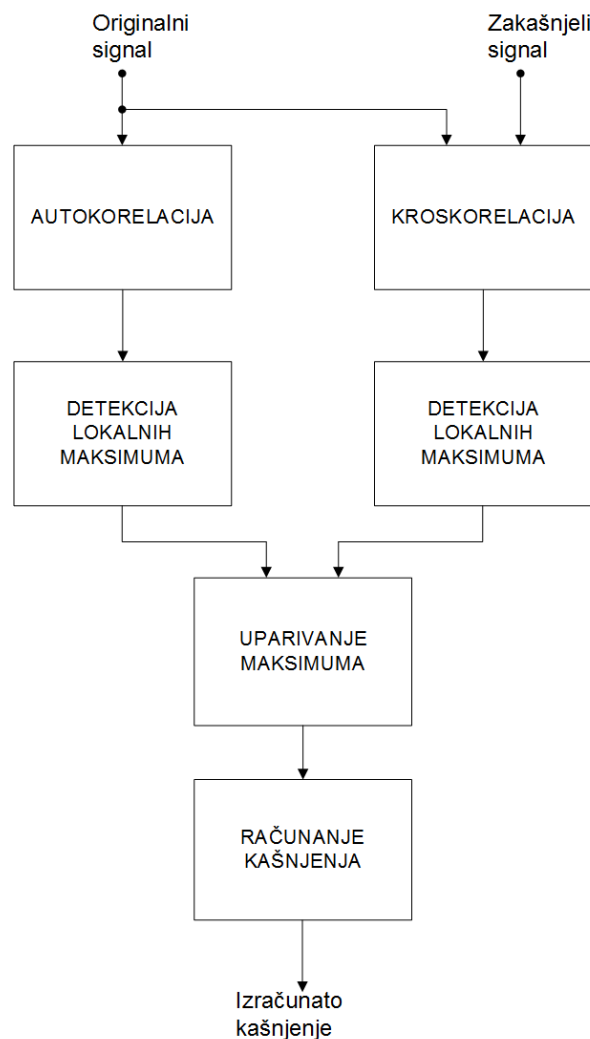 Originalni
signal
Zakašnjeli
signal
AUTOKORELACIJA
KROSKORELACIJA
DETEKCIJA
LOKALNIH
MAKSIMUMA
DETEKCIJA
LOKALNIH
MAKSIMUMA
UPARIVANJE
MAKSIMUMA
RAČUNANJE
KAŠNJENJA
Izračunato
kašnjenje